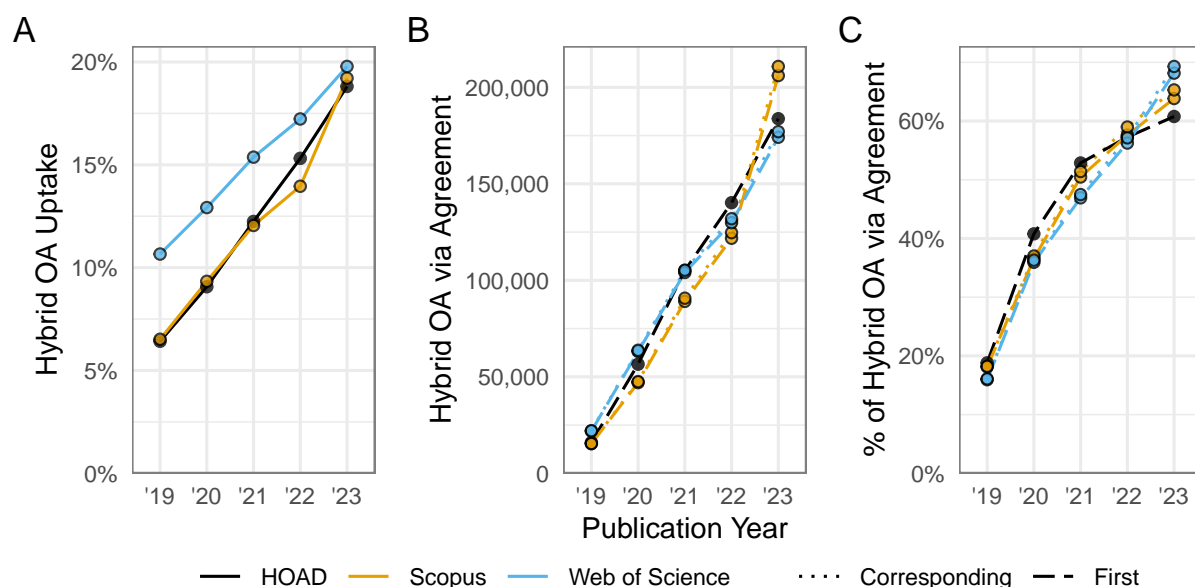 A
Hybrid OA Uptake
20%
15%
10%
5%
0%
'19 '20 '21 '22 '23
B
Hybrid OA via Agreement
200,000
150,000
100,000
50,000
0
'19 '20 '21 '22 '23
Publication Year
C
% of Hybrid OA via Agreement
60%
40%
20%
0%
'19 '20 '21 '22 '23
HOAD Scopus Web of Science Corresponding First